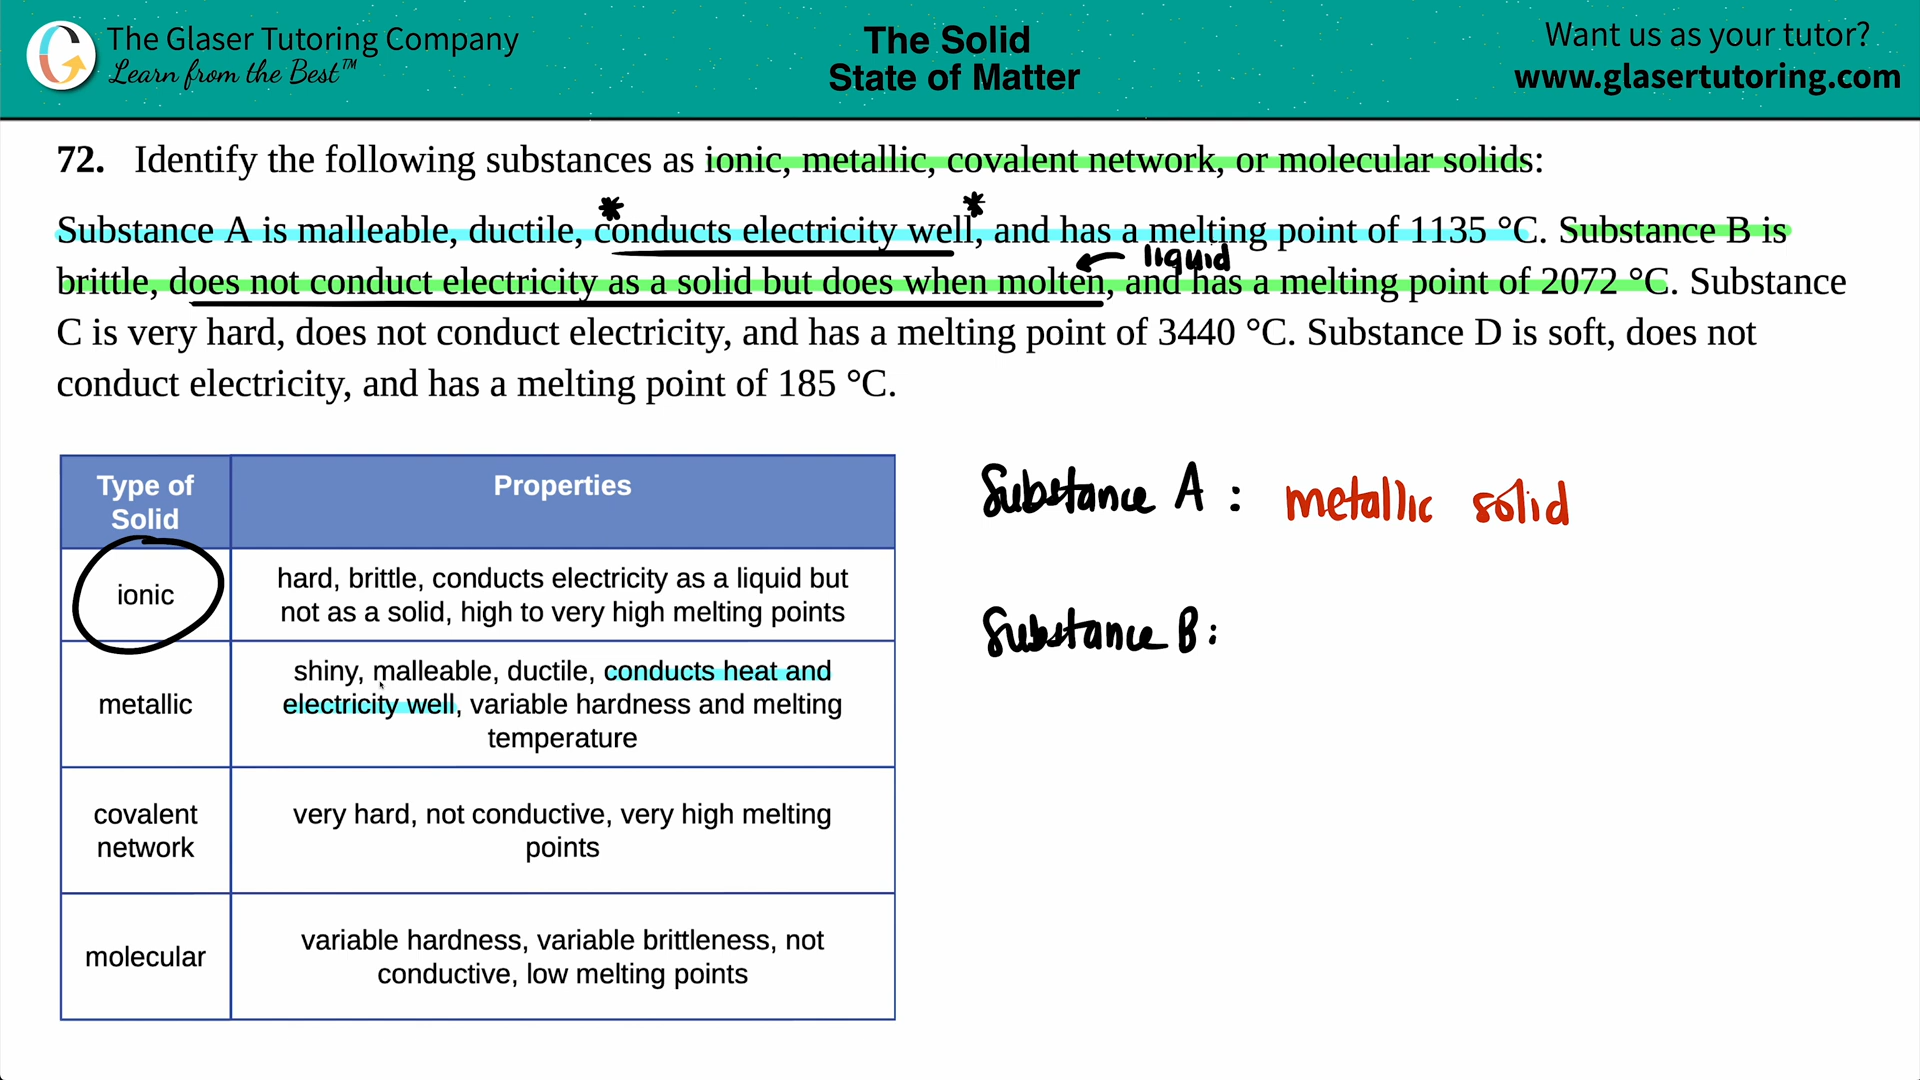 The Glaser Tutoring Company
Learn from the Best™
The Solid
State of Matter
Want us as your tutor?
www.glasertutoring.com
72. Identify the following substances as ionic, metallic, covalent network, or molecular solids:
* *
Substance A is malleable, ductile, conducts electricity well, and has a melting point of 1135 °C. Substance B is
liquid
brittle, does not conduct electricity as a solid but does when molten, and has a melting point of 2072 °C. Substance
C is very hard, does not conduct electricity, and has a melting point of 3440 °C. Substance D is soft, does not
conduct electricity, and has a melting point of 185 °C.
Type of
Solid
Properties
ionic
hard, brittle, conducts electricity as a liquid but
not as a solid, high to very high melting points
metallic
shiny, malleable, ductile, conducts heat and
electricity well, variable hardness and melting
temperature
covalent
network
very hard, not conductive, very high melting
points
molecular
variable hardness, variable brittleness, not
conductive, low melting points
Substance A : metallic solid
Substance B: